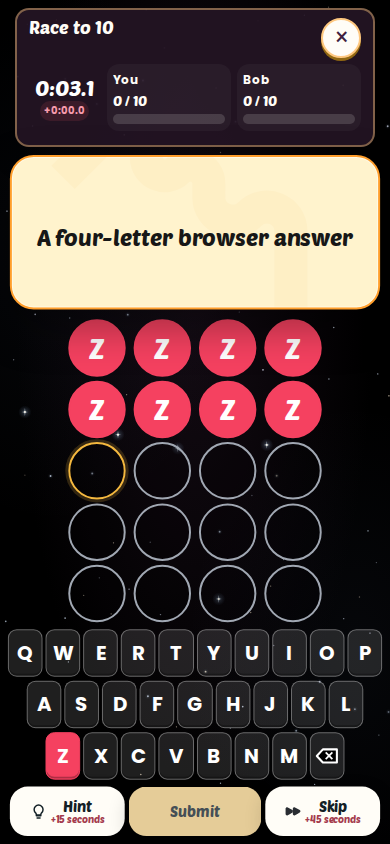 Race to 10
×
0:03.1
+0:00.0
You
0 / 10
Bob
0 / 10
A four-letter browser answer
Z Z Z Z
Z Z Z Z
Q W E R T Y U I O P
A S D F G H J K L
Z X C V B N M
Hint
+15 seconds
Submit
Skip
+45 seconds